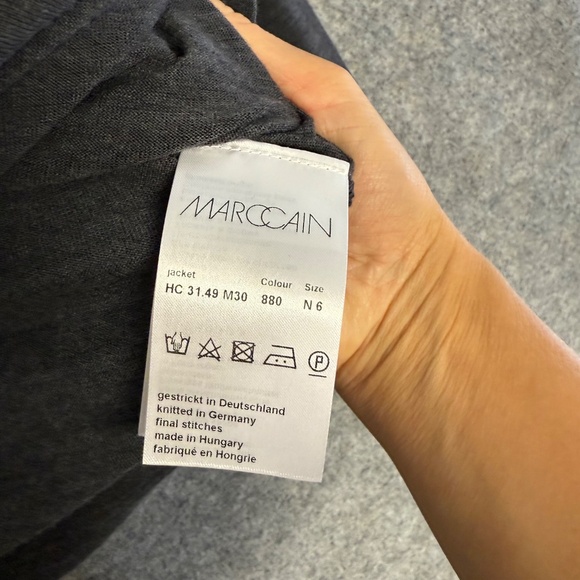 MARCCAIN
jacket Colour Size
HC 31.49 M30 880 N 6
P
gestrickt in Deutschland
knitted in Germany
final stitches
made in Hungary
fabriqué en Hongrie